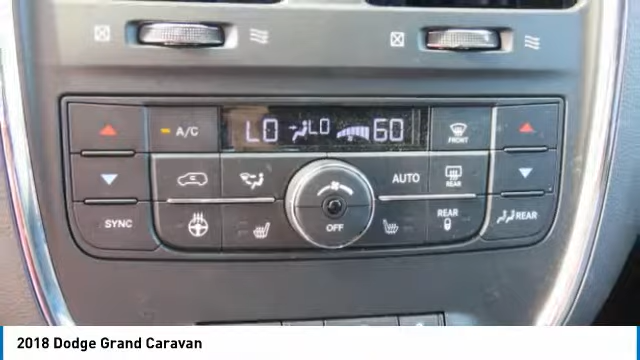 A/C
LO
LO
60
FRONT
AUTO
REAR
SYNC
OFF
REAR
REAR
2018 Dodge Grand Caravan